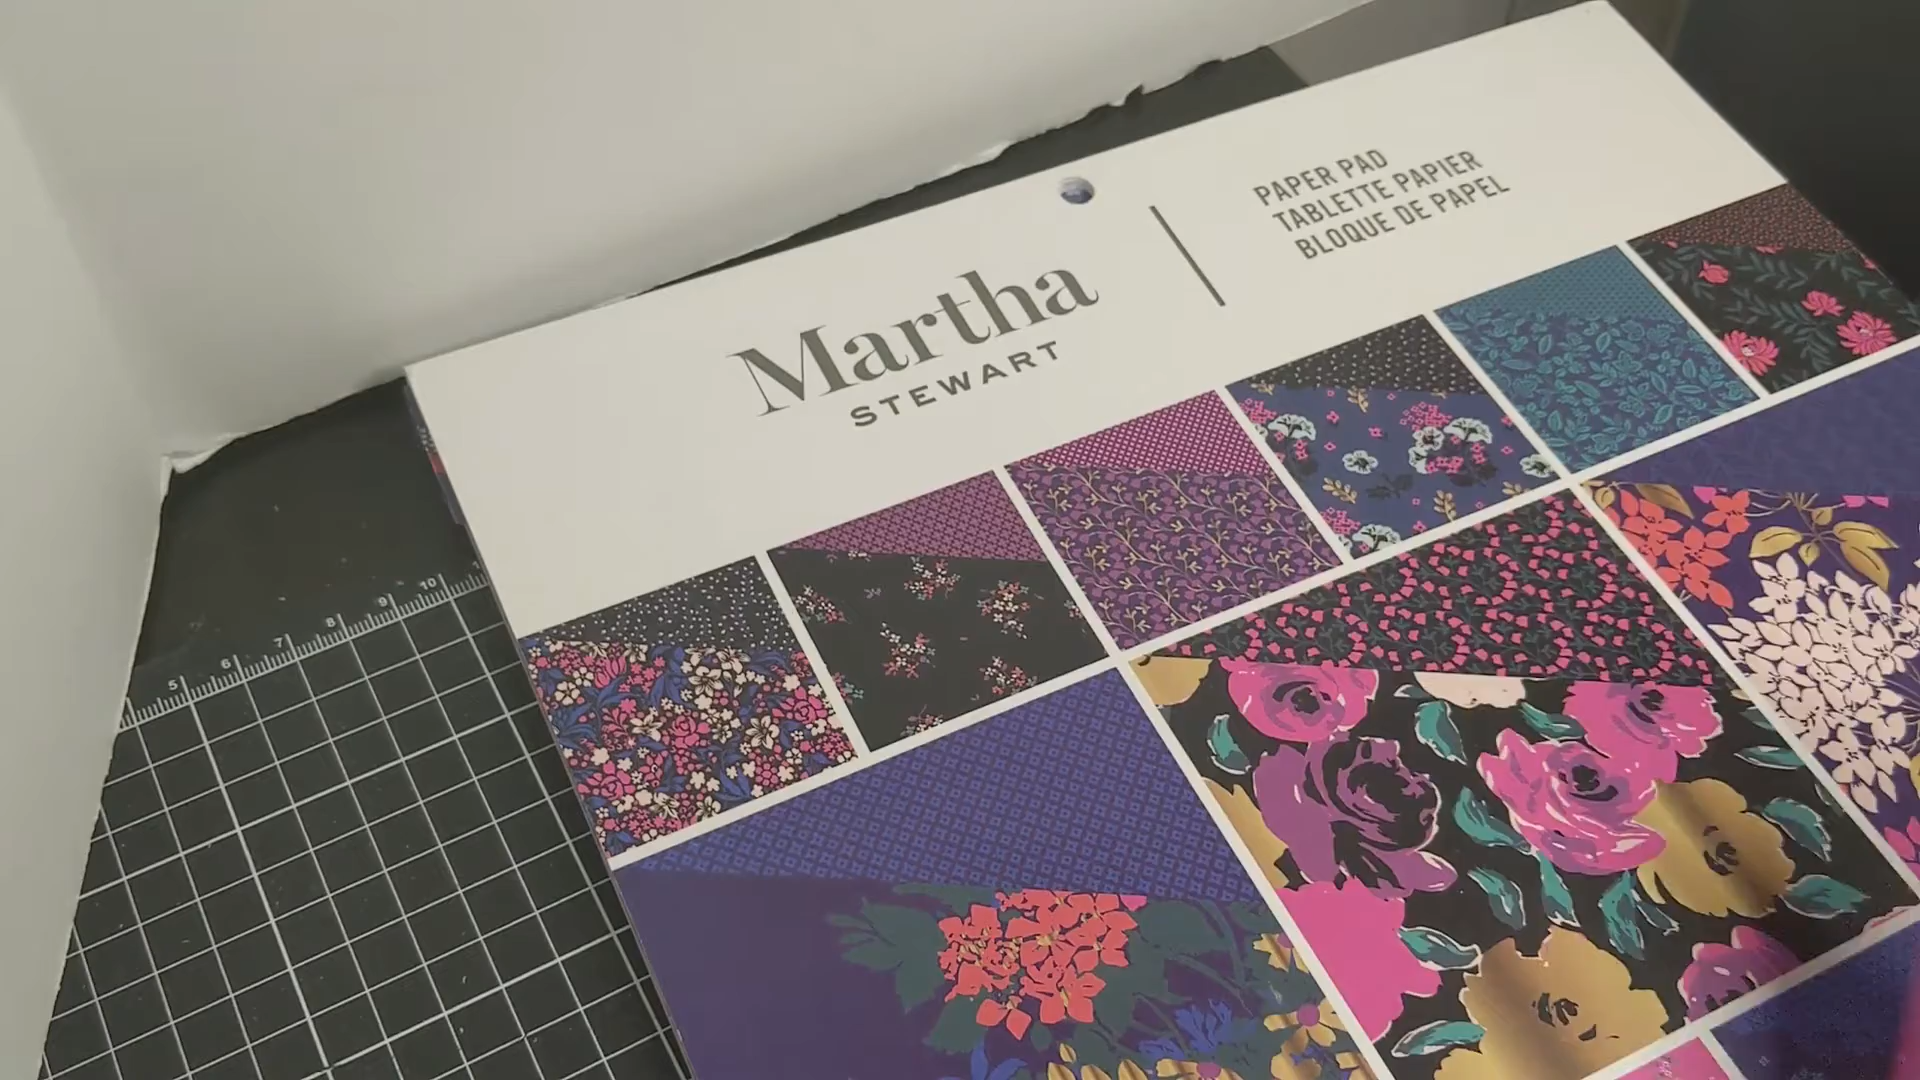 Martha
STEWART
PAPER PAD
TABLETTE PAPIER
BLOQUE DE PAPEL
5
6
7
8
9
10